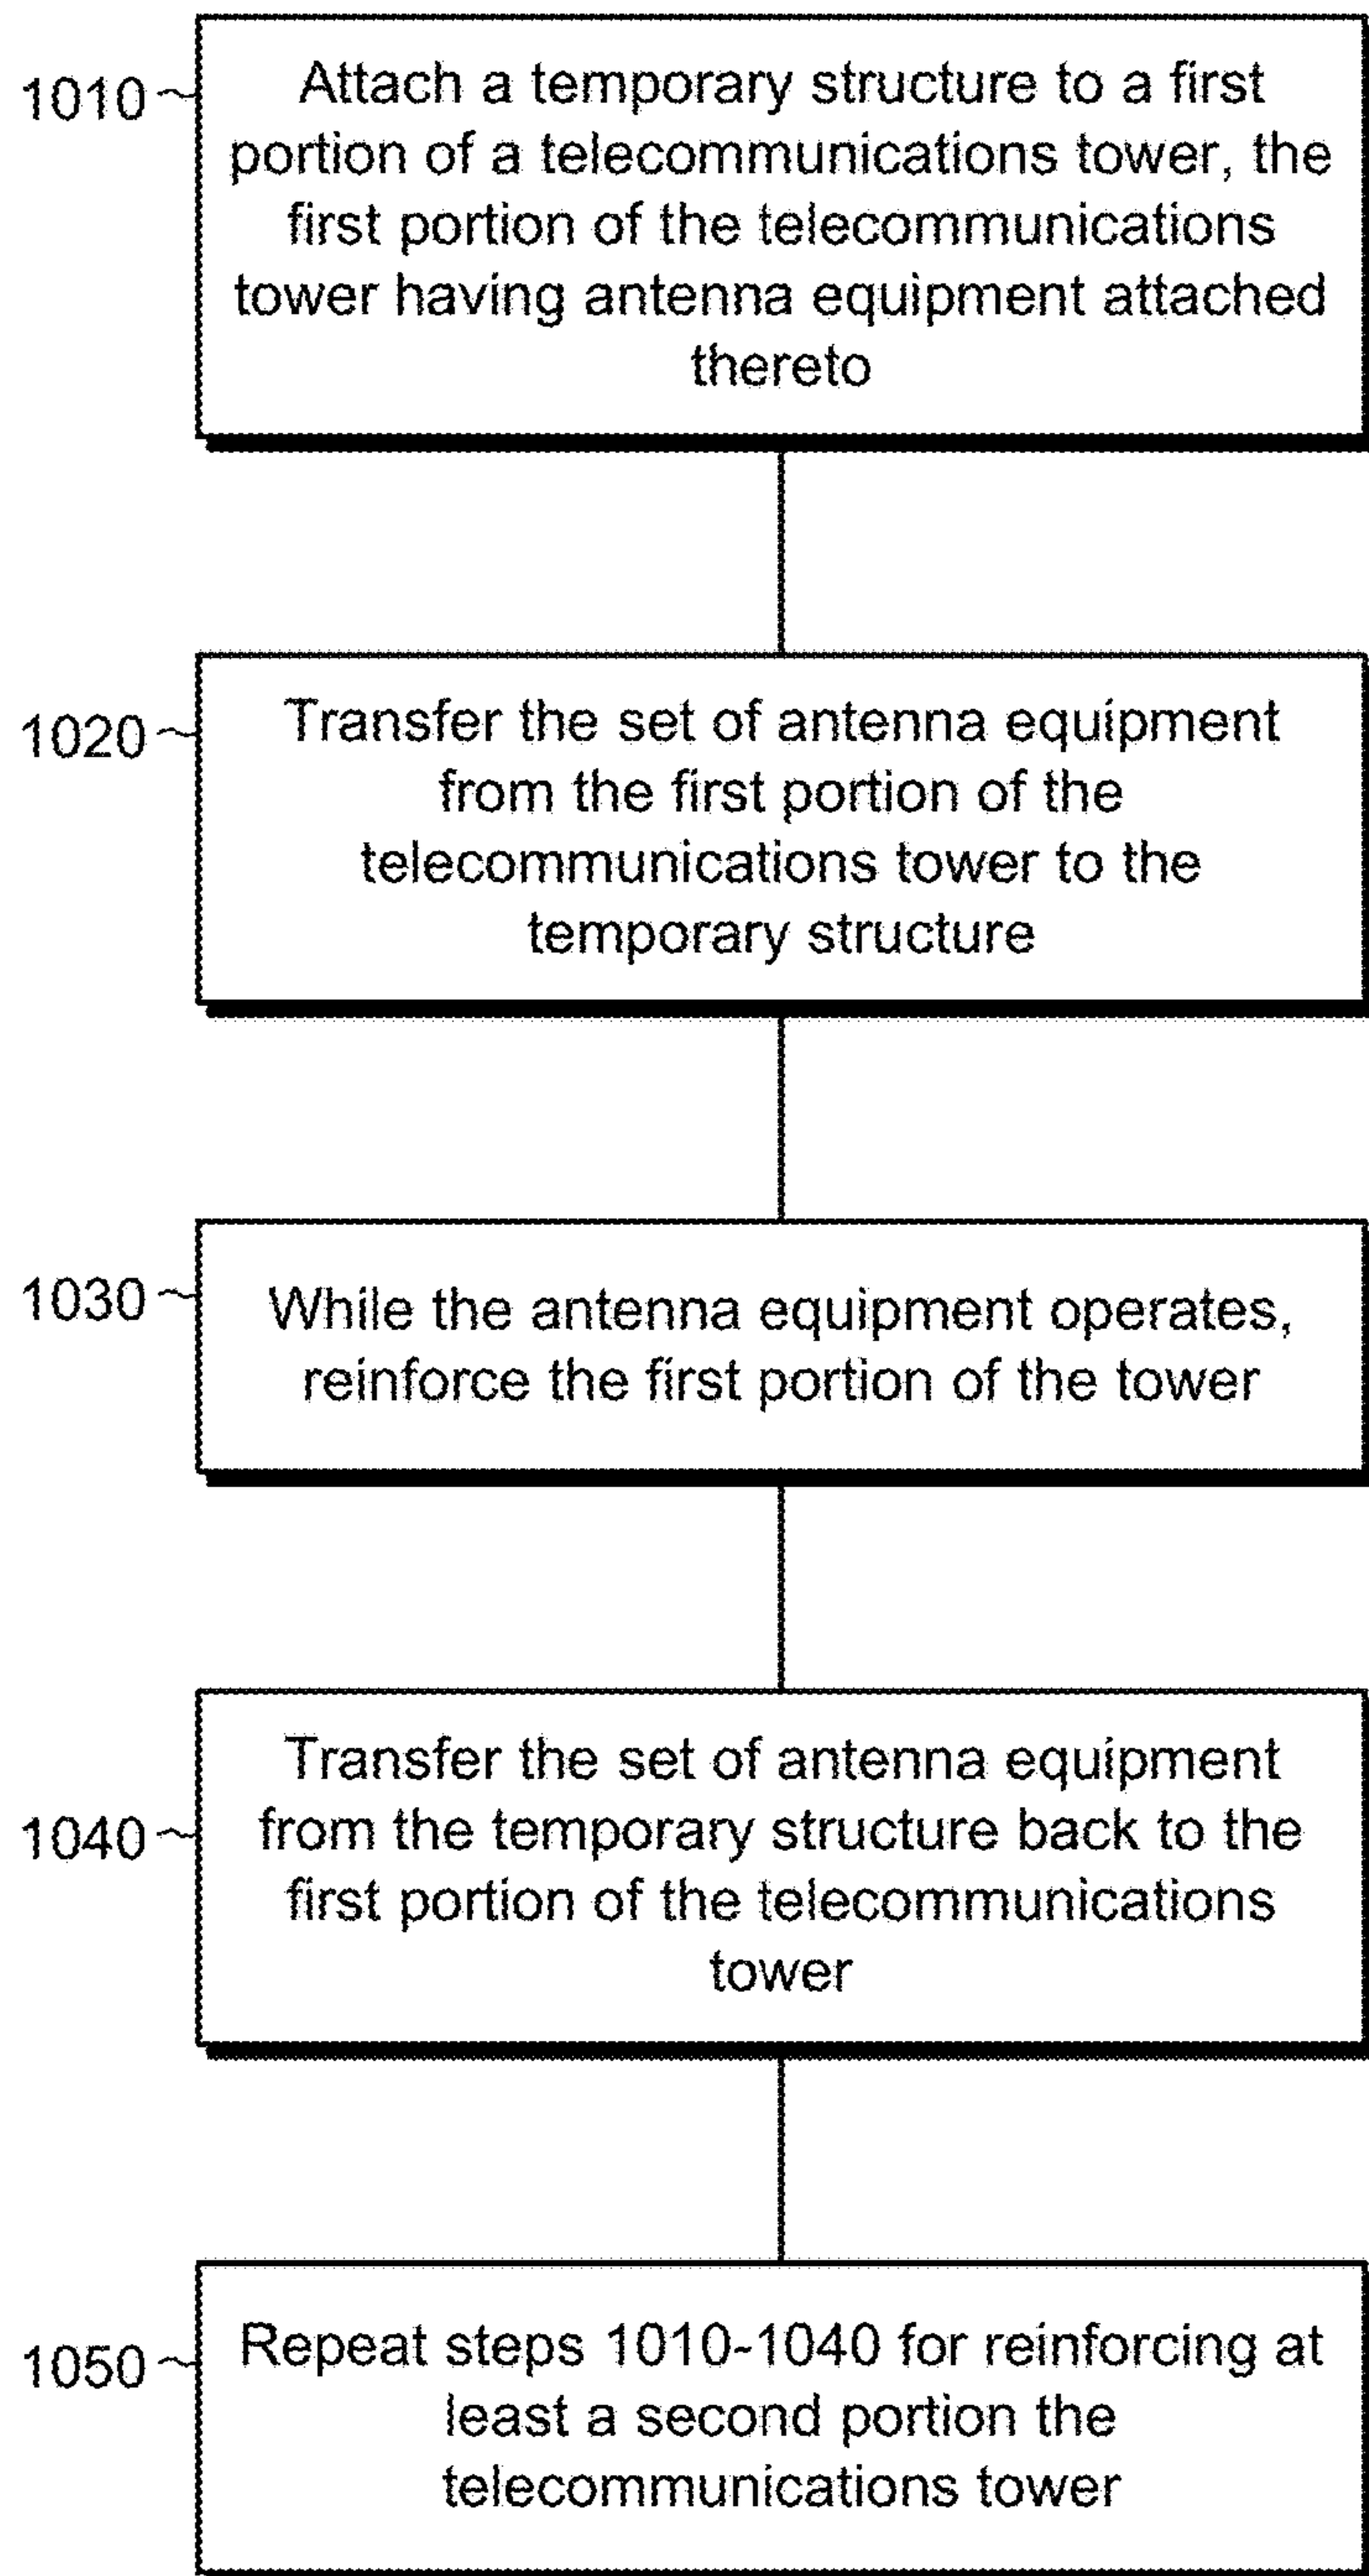 1010
Attach a temporary structure to a first
portion of a telecommunications tower, the
first portion of the telecommunications
tower having antenna equipment attached
thereto
1020
Transfer the set of antenna equipment
from the first portion of the
telecommunications tower to the
temporary structure
1030
While the antenna equipment operates,
reinforce the first portion of the tower
1040
Transfer the set of antenna equipment
from the temporary structure back to the
first portion of the telecommunications
tower
1050
Repeat steps 1010-1040 for reinforcing at
least a second portion the
telecommunications tower